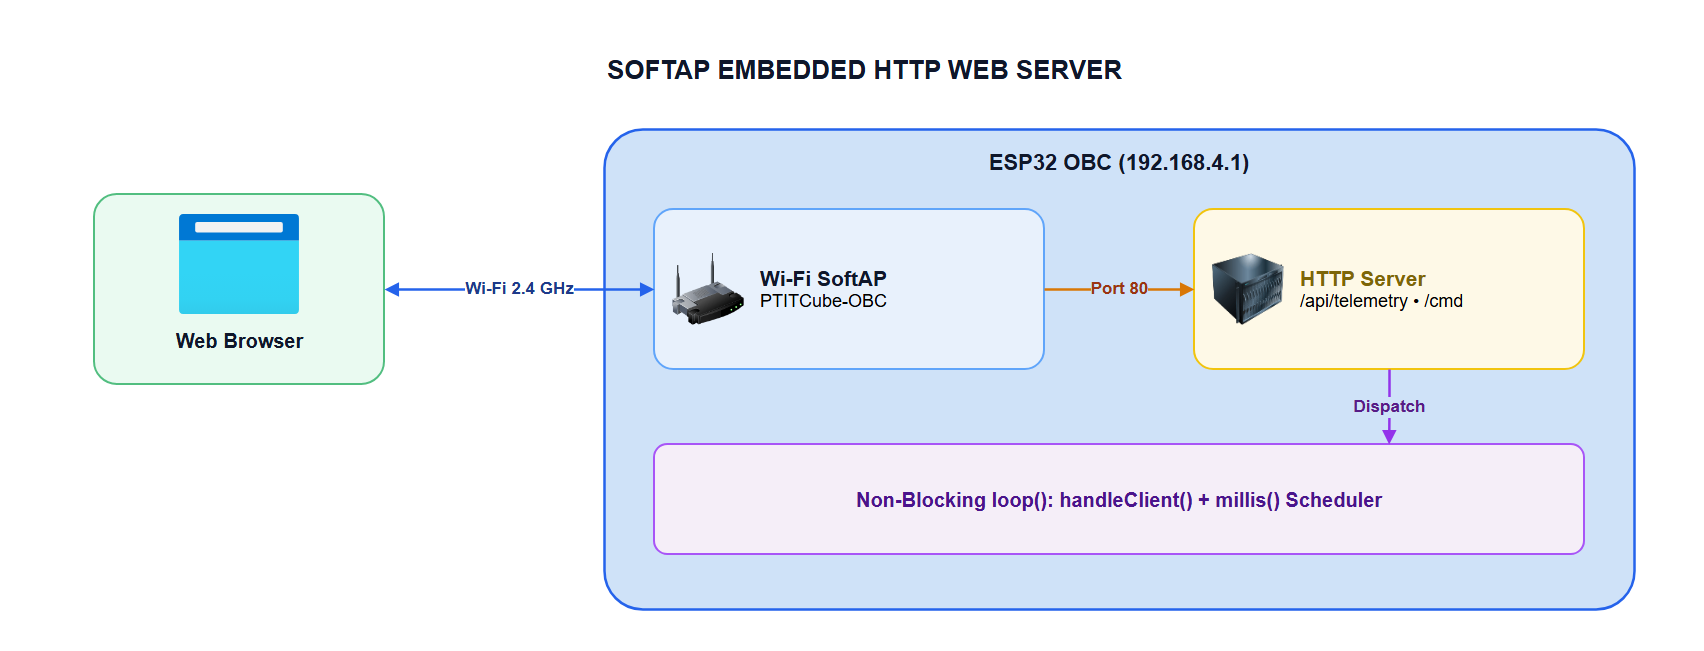 SOFTAP EMBEDDED HTTP WEB SERVER
ESP32 OBC (192.168.4.1)
Web Browser
Wi-Fi 2.4 GHz
Wi-Fi SoftAP
PTITCube-OBC
Port 80
HTTP Server
/api/telemetry • /cmd
Dispatch
Non-Blocking loop(): handleClient() + millis() Scheduler